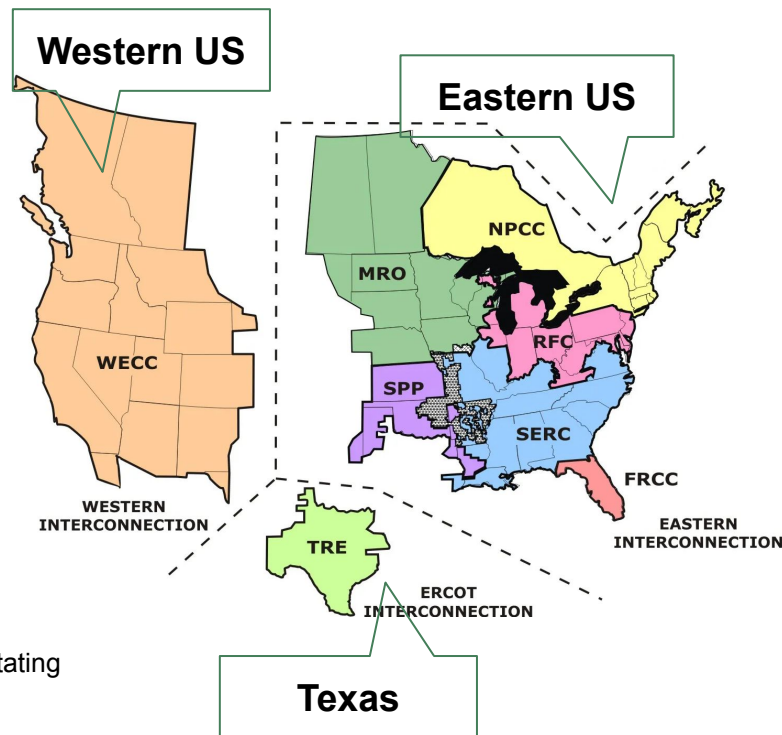 Western US
Eastern US
NPCC
MRO
RFC
WECC
SPP
SERC
FRCC
WESTERN
INTERCONNECTION
EASTERN
INTERCONNECTION
TRE
ERCOT
INTERCONNECTION
tating
Texas